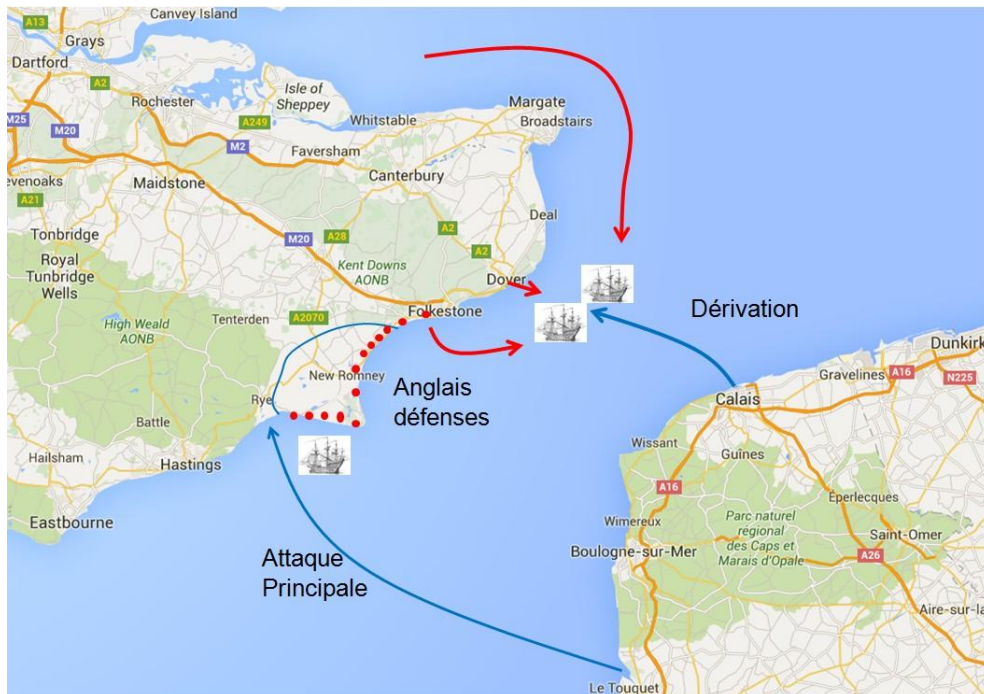 Canvey Island
A13
Grays
Dartford
A2
Isle of
Sheppey
Margate
Rochester
Broadstairs
M25
M20
A249
Whitstable
M2
Faversham
evenoaks
Canterbury
Maidstone
A21
Deal
Tonbridge
M20
A28
A2
A2
Royal
Tunbridge
Wells
Kent Downs
AONB
Dover
Dérivation
Tenterden
A2070
Folkestone
High Weald
AONB
Dunkirk
Gravelines
A16
N225
New Romney
Anglais
défenses
Calais
Rye
Battle
Wissant
Guînes
Hailsham
Hastings
A16
Éperlecques
Eastbourne
Wimereux
Parc naturel
régional
des Caps et
Marais d'Opale
Saint-Omer
Boulogne-sur-Mer
A26
Attaque
Principale
Aire-sur-la
Le Touquet